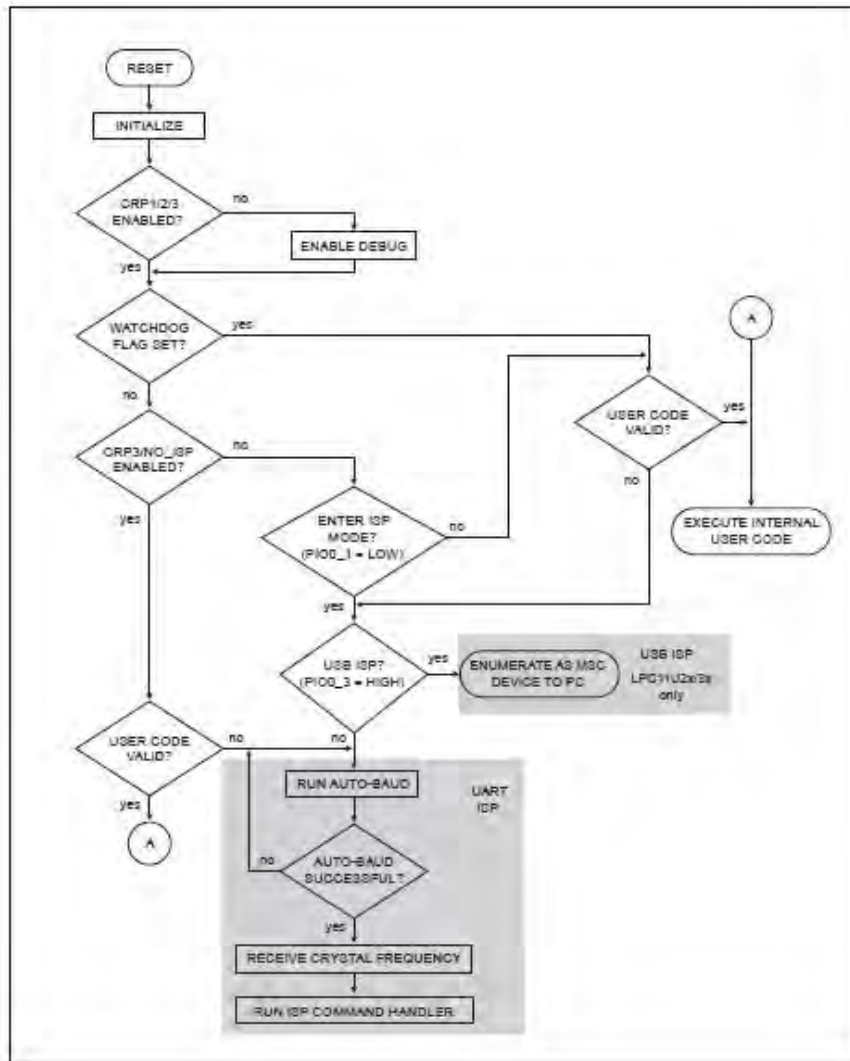 RESET
INITIALIZE
CRP1/2/3
ENABLED?
no
ENABLE DEBUG
yes
WATCHDOG
FLAG SET?
yes
A
no
USER CODE
VALID?
yes
CRP3/NO_ISP
ENABLED?
no
no
yes
ENTER ISP
MODE?
(PIO0_1 = LOW)
no
EXECUTE INTERNAL
USER CODE
yes
USB ISP?
(PIO0_3 = HIGH)
yes
ENUMERATE AS MSC
DEVICE TO PC
USB ISP
LPC11U2x/3x
only
USER CODE
VALID?
no
no
RUN AUTO-BAUD
UART
ISP
yes
A
no
AUTO-BAUD
SUCCESSFUL?
yes
RECEIVE CRYSTAL FREQUENCY
RUN ISP COMMAND HANDLER